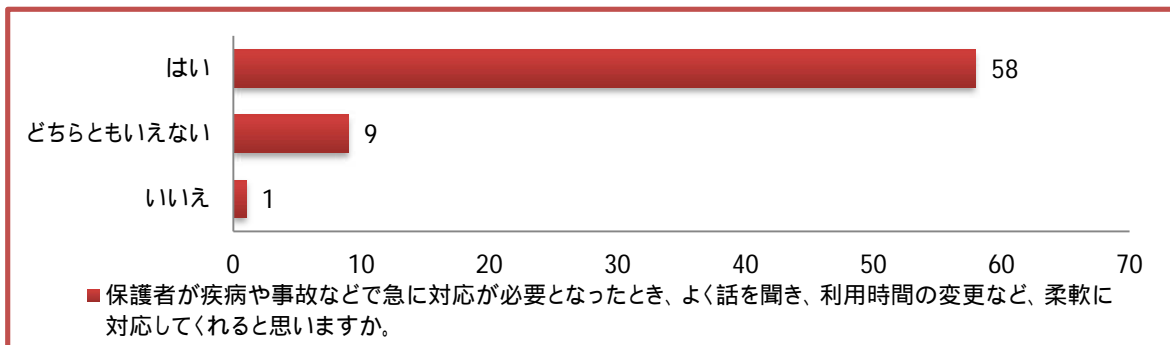 はい
58
どちらともいえない
9
いいえ
1
0 10 20 30 40 50 60 70
保護者が疾病や事故などで急に対応が必要となったとき、よく話を聞き、利用時間の変更など、柔軟に
対応してくれると思いますか。